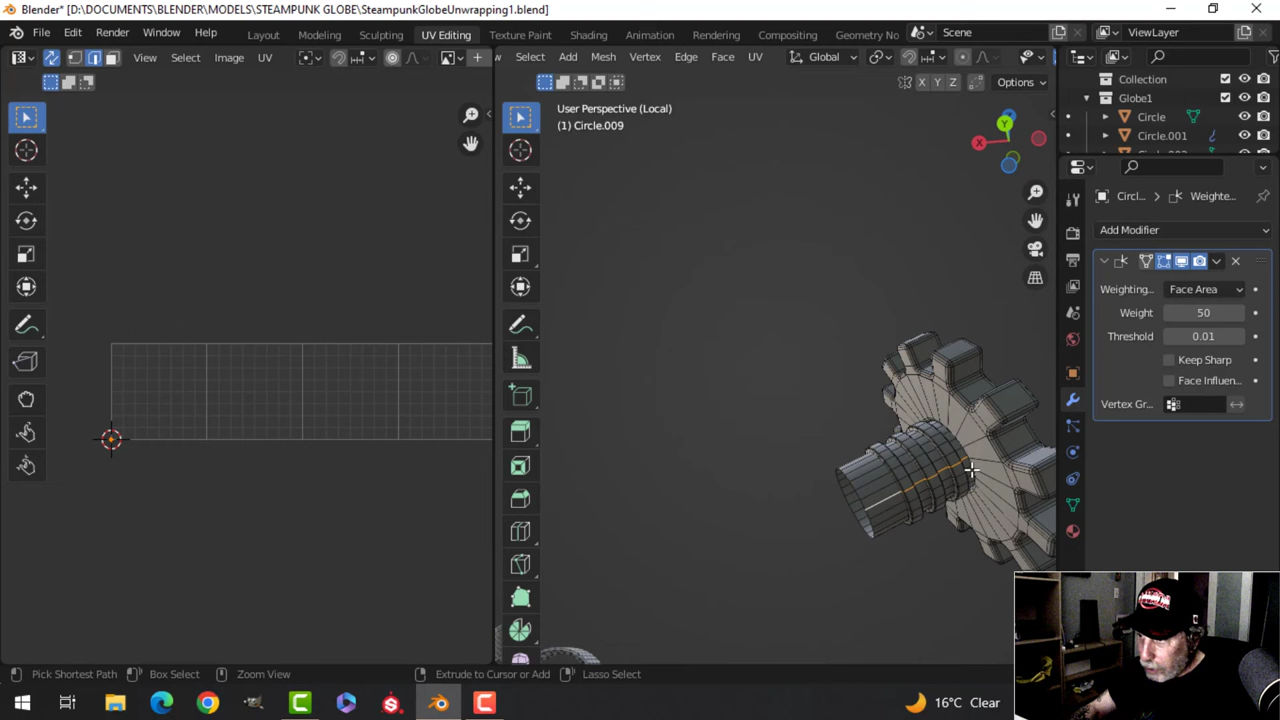 Blender* [D:\DOCUMENTS\BLENDER\MODELS\STEAMPUNK GLOBE\SteampunkGlobeUnwrapping1.blend]
File Edit Render Window Help Layout Modeling Sculpting UV Editing Texture Paint Shading Animation Rendering Compositing Geometry No Scene ViewLayer
View Select Image UV Select Add Mesh Vertex Edge Face UV Global
X Y Z Options
Collection
User Perspective (Local)
Globe1
(1) Circle.009
Circle
Circle.001
Y
X
Circl... > Weighte...
Add Modifier
Weighting... Face Area
Weight 50
Threshold 0.01
Keep Sharp
Face Influen...
Vertex Gr...
Pick Shortest Path Box Select Zoom View Extrude to Cursor or Add Lasso Select
16°C Clear